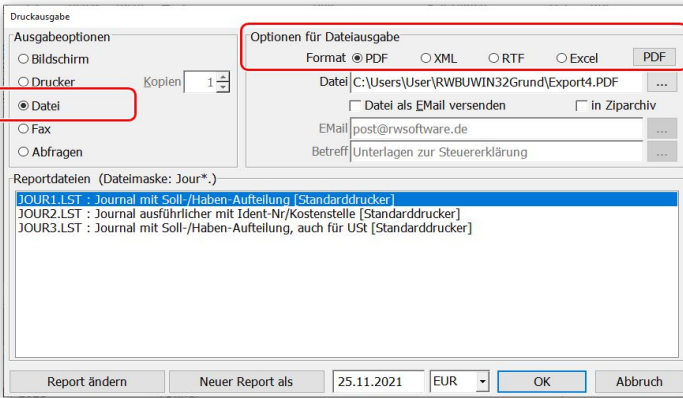 Druckausgabe
Ausgabeoptionen
Bildschirm
Drucker Kopien 1
Datei
Fax
Abfragen
Optionen für Dateiausgabe
Format PDF XML RTF Excel PDF
Datei C:\Users\User\RWBUWIN32Grund\Export4.PDF ...
Datei als EMail versenden in Ziparchiv
EMail post@rwsoftware.de ...
Betreff Unterlagen zur Steuererklärung ...
Reportdateien (Dateimaske: Jour*.)
JOUR1.LST : Journal mit Soll-/Haben-Aufteilung [Standarddrucker]
JOUR2.LST : Journal ausführlicher mit Ident-Nr/Kostenstelle [Standarddrucker]
JOUR3.LST : Journal mit Soll-/Haben-Aufteilung, auch für USt [Standarddrucker]
Report ändern Neuer Report als 25.11.2021 EUR OK Abbruch